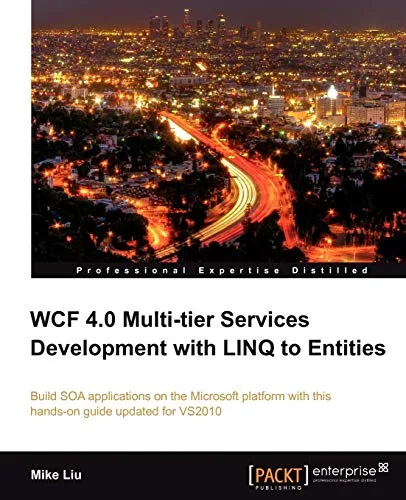 Professional Expertise Distilled
WCF 4.0 Multi-tier Services
Development with LINQ to Entities
Build SOA applications on the Microsoft platform with this
hands-on guide updated for VS2010
Mike Liu
[PACKT] enterprise
PUBLISHING professional expertise distilled